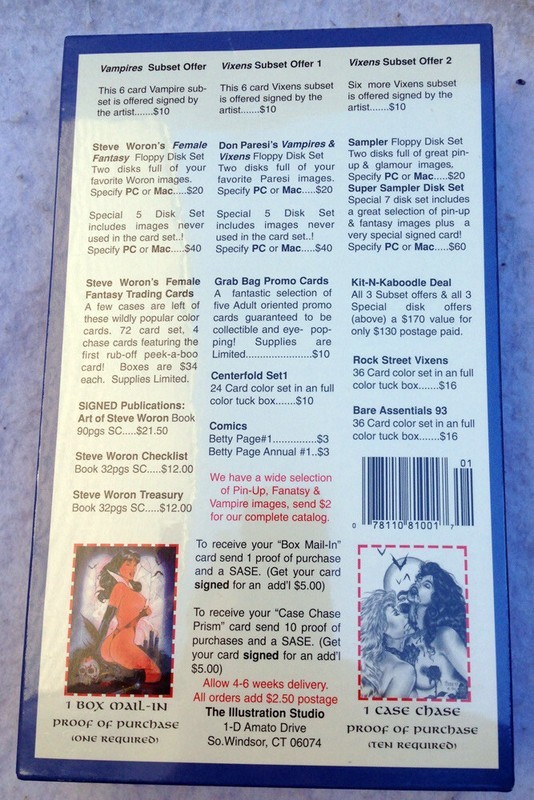 Vampires Subset Offer
This 6 card Vampire sub-
set is offered signed by
the artist.......$10
Vixens Subset Offer 1
This 6 card Vixens subset
is offered signed by the
artist.......$10
Vixens Subset Offer 2
Six more Vixens subset
is offered signed by the
artist.......$10
Steve Woron's Female
Fantasy Floppy Disk Set
Two disks full of your
favorite Woron images.
Specify PC or Mac.....$20
Special 5 Disk Set
includes images never
used in the card set..!
Specify PC or Mac.....$40
Don Paresi's Vampires &
Vixens Floppy Disk Set
Two disks full of your
favorite Paresi images.
Specify PC or Mac.....$20
Special 5 Disk Set
includes images never
used in the card set..!
Specify PC or Mac.....$40
Sampler Floppy Disk Set
Two disks full of great pin-
up & glamour images,
Specify PC or Mac.....$20
Super Sampler Disk Set
Special 7 disk set includes
a great selection of pin-up
& fantasy images plus a
very special signed card!
Specify PC or Mac.....$60
Steve Woron's Female
Fantasy Trading Cards
A few cases are left of
these wildly popular color
cards. 72 card set, 4
chase cards featuring the
first rub-off peek-a-boo
card! Boxes are $34
each. Supplies Limited.
SIGNED Publications:
Art of Steve Woron Book
90pgs SC.....$21.50
Steve Woron Checklist
Book 32pgs SC.....$12.00
Steve Woron Treasury
Book 32pgs SC.....$12.00
Grab Bag Promo Cards
A fantastic selection of
five Adult oriented promo
cards guaranteed to be
collectible and eye- pop-
ping! Supplies are
Limited.......................$10
Centerfold Set1
24 Card color set in an full
color tuck box.......$10
Comics
Betty Page#1...............$3
Betty Page Annual #1..$3
We have a wide selection
of Pin-Up, Fanatsy &
Vampire images, send $2
for our complete catalog.
Kit-N-Kaboodle Deal
All 3 Subset offers & all 3
Special disk offers
(above) a $170 value for
only $130 postage paid.
Rock Street Vixens
36 Card color set in an full
color tuck box.......$16
Bare Assentials 93
36 Card color set in an full
color tuck box.......$16
01
0 78110 81001 7
To receive your "Box Mail-In"
card send 1 proof of purchase
and a SASE. (Get your card
signed for an add'l $5.00)
To receive your "Case Chase
Prism" card send 10 proof of
purchases and a SASE. (Get
your card signed for an add'l
$5.00)
Allow 4-6 weeks delivery.
All orders add $2.50 postage
The Illustration Studio
1-D Amato Drive
So.Windsor, CT 06074
1 BOX MAIL-IN
PROOF OF PURCHASE
(ONE REQUIRED)
1 CASE CHASE
PROOF OF PURCHASE
(TEN REQUIRED)